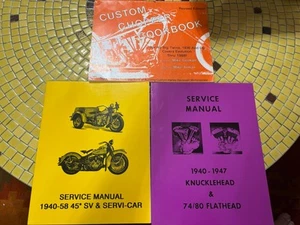 CUSTOM
CHOPPER
COOKBOOK
SERVICE
MANUAL
1940 - 1947
KNUCKLEHEAD
&
74/80 FLATHEAD
SERVICE MANUAL
1940-58 45° SV & SERVI-CAR